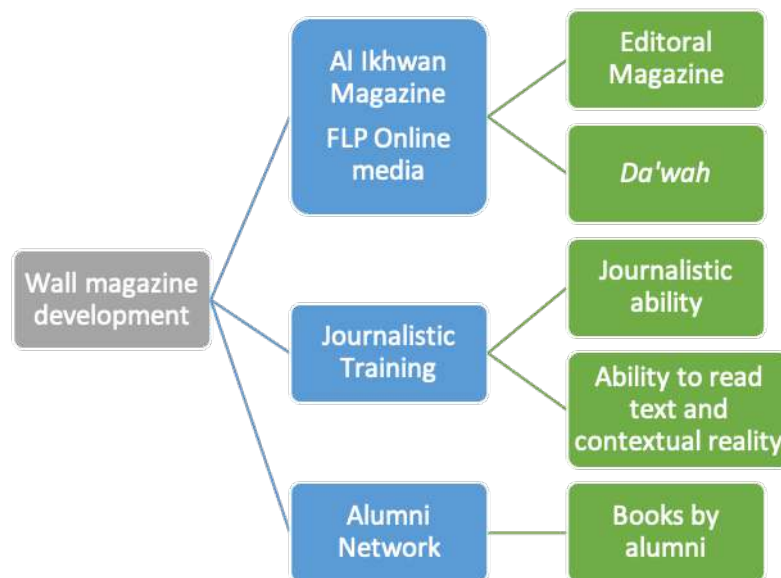 Wall magazine
development
Al Ikhwan
Magazine
FLP Online
media
Journalistic
Training
Alumni
Network
Editoral
Magazine
Da'wah
Journalistic
ability
Ability to read
text and
contextual reality
Books by
alumni